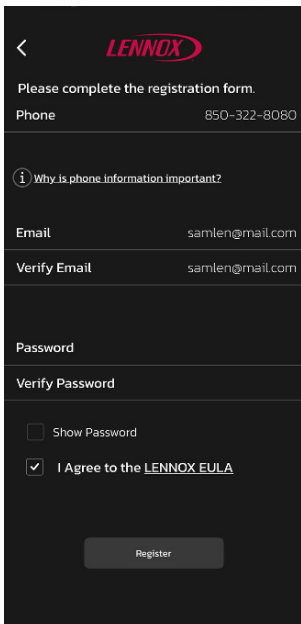 LENNOX
Please complete the registration form.
Phone 850-322-8080
i Why is phone information important?
Email samlen@mail.com
Verify Email samlen@mail.com
Password
Verify Password
Show Password
I Agree to the LENNOX EULA
Register